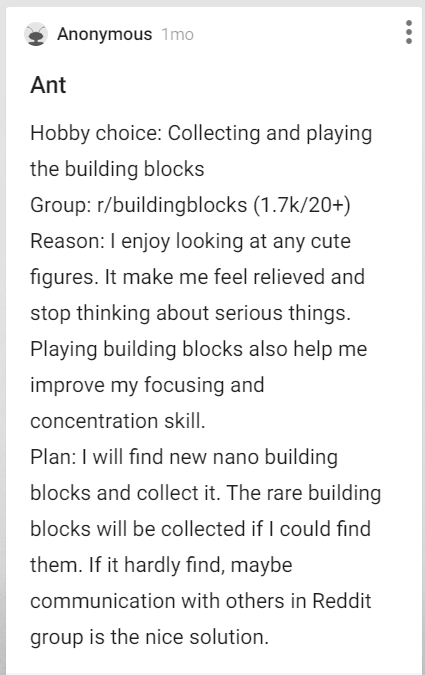 Anonymous 1mo
Ant
Hobby choice: Collecting and playing
the building blocks
Group: r/buildingblocks (1.7k/20+)
Reason: I enjoy looking at any cute
figures. It make me feel relieved and
stop thinking about serious things.
Playing building blocks also help me
improve my focusing and
concentration skill.
Plan: I will find new nano building
blocks and collect it. The rare building
blocks will be collected if I could find
them. If it hardly find, maybe
communication with others in Reddit
group is the nice solution.